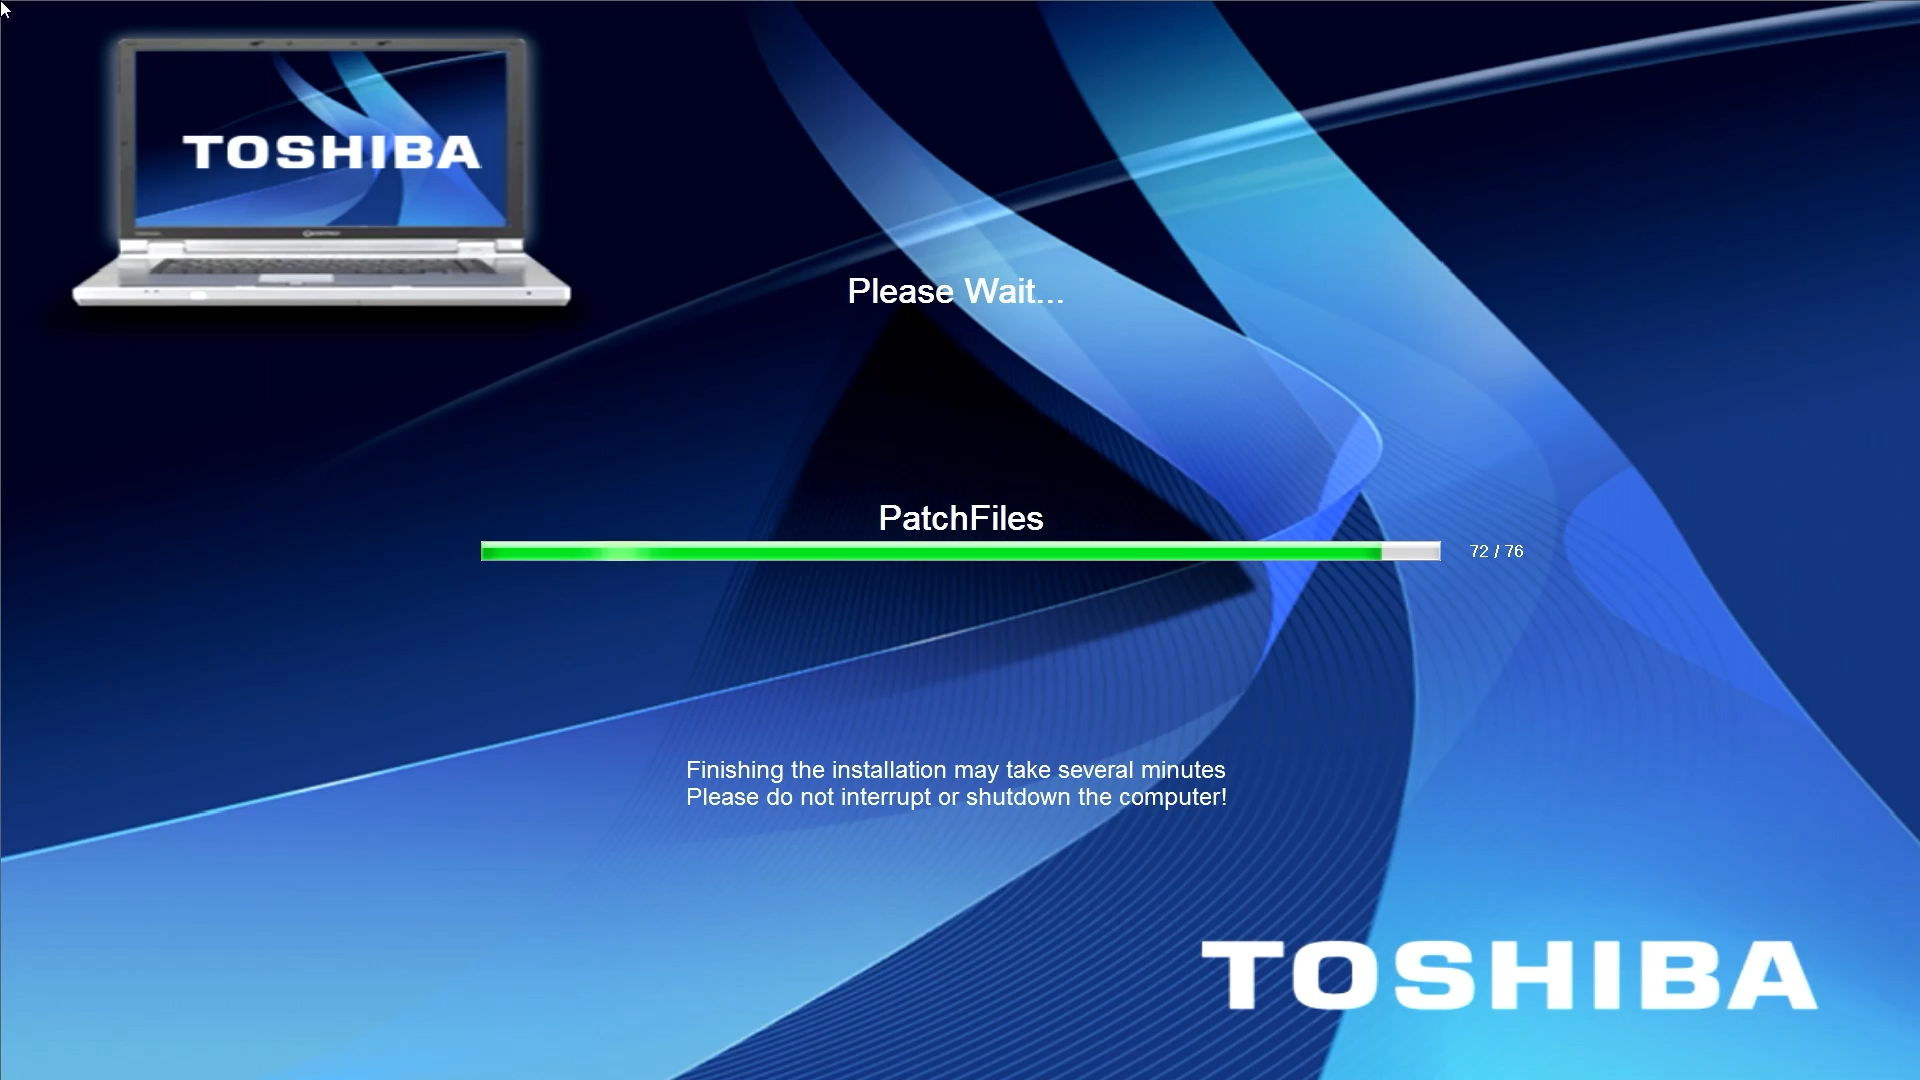 TOSHIBA
Please Wait...
PatchFiles
72 / 76
Finishing the installation may take several minutes
Please do not interrupt or shutdown the computer!
TOSHIBA